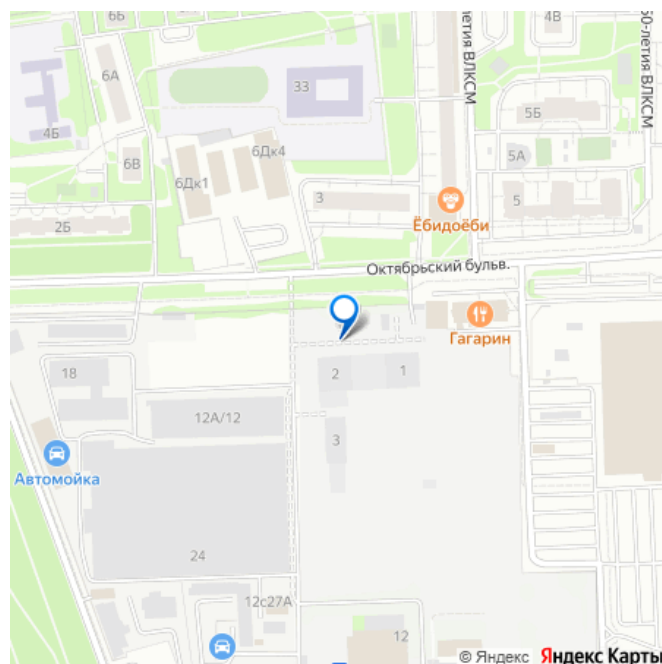 6Б
4В
летия ВЛКСМ
50-летия ВЛКСМ
6А
33
4Б
5Б
6В
6Дк4
5А
6Дк1
3
5
2Б
Ёбидоёби
Октябрьский бульв.
Гагарин
18
2
1
12А/12
3
Автомойка
24
12с27А
12
© Яндекс Яндекс Карты